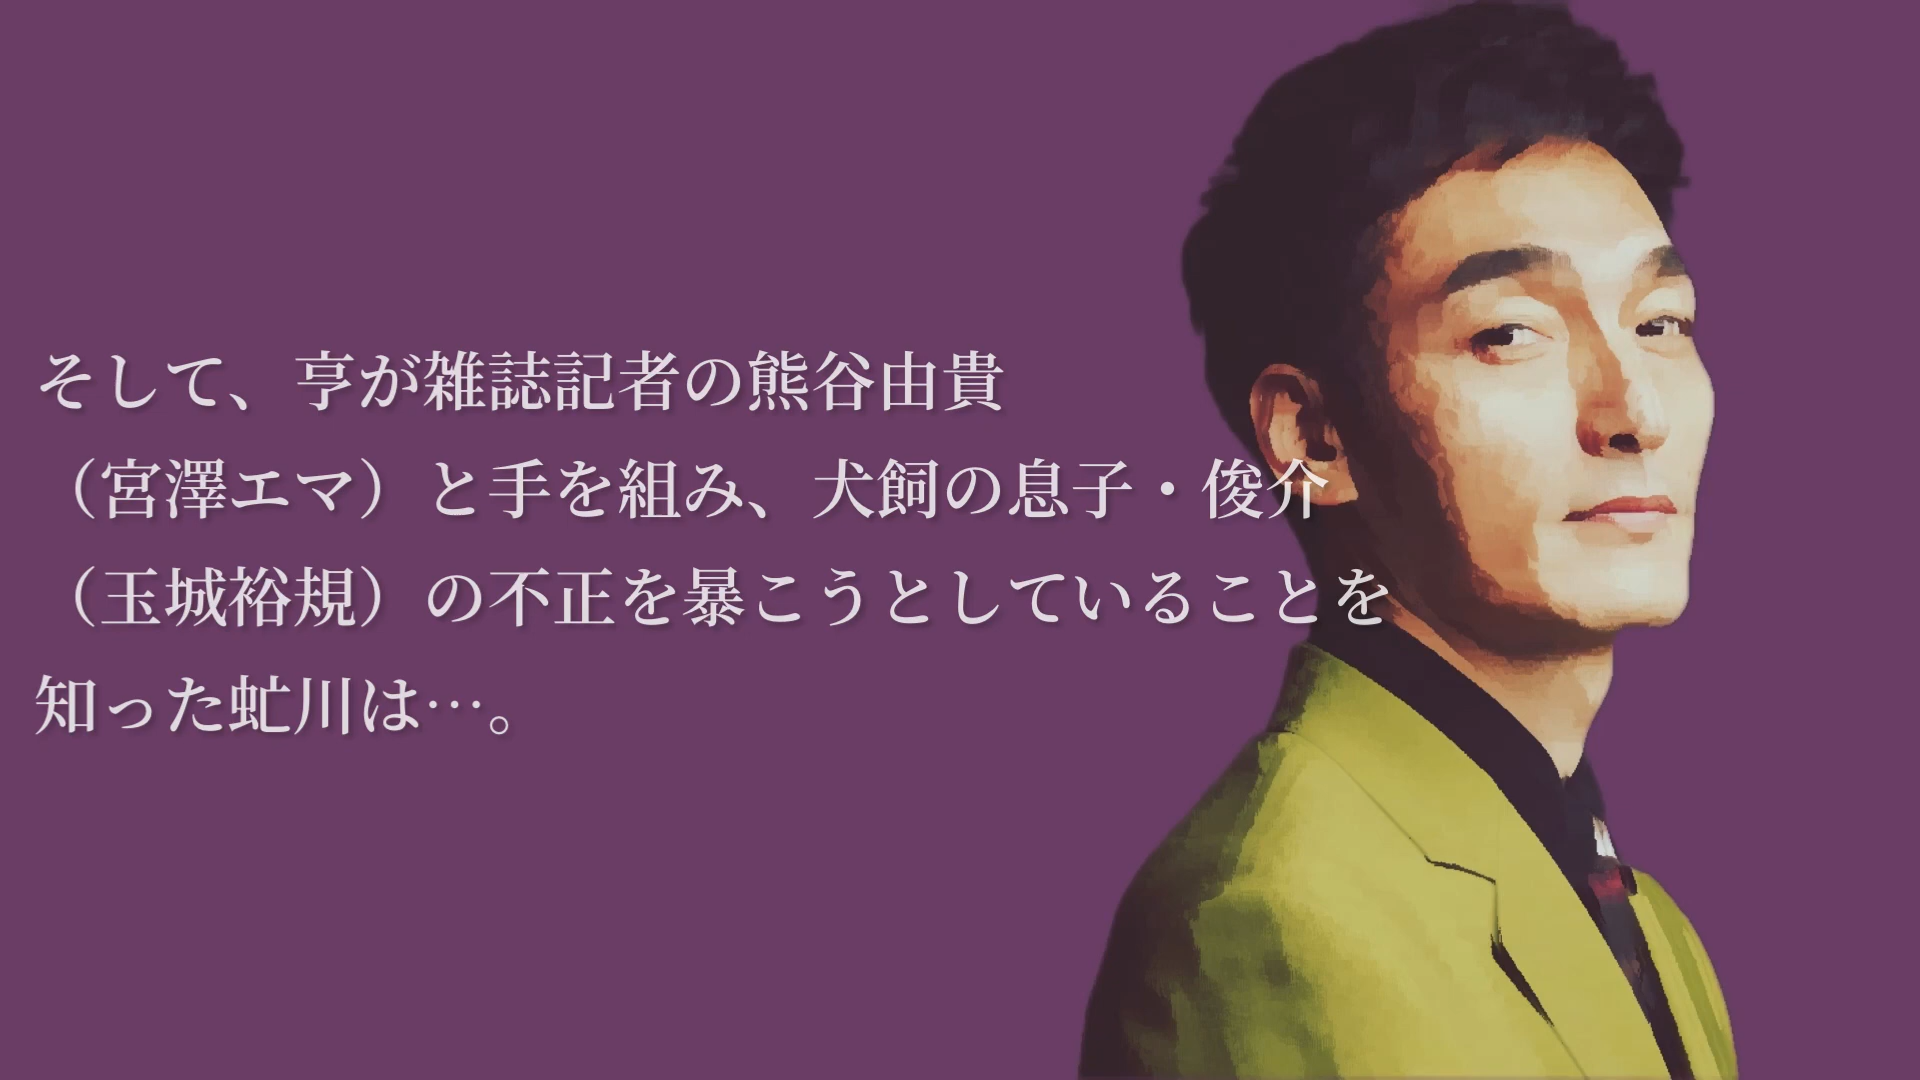 そして、亨が雑誌記者の熊谷由貴
（宮澤エマ）と手を組み、犬飼の息子・俊介
（玉城裕規）の不正を暴こうとしていることを
知った虻川は…。